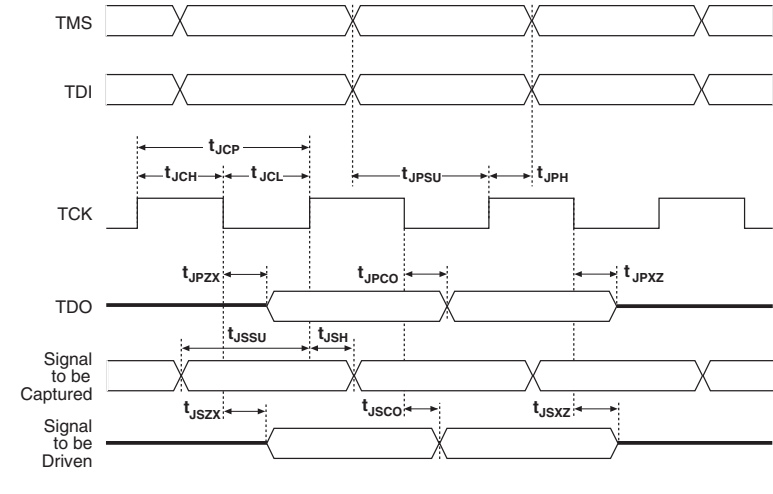 TMS
TDI
tJCP
tJCH tJCL tJPSU tJPH
TCK
tJPZX tJPCO tJPXZ
TDO
tJSSU tJSH
Signal
to be
Captured
tJSZX tJSCO tJSXZ
Signal
to be
Driven